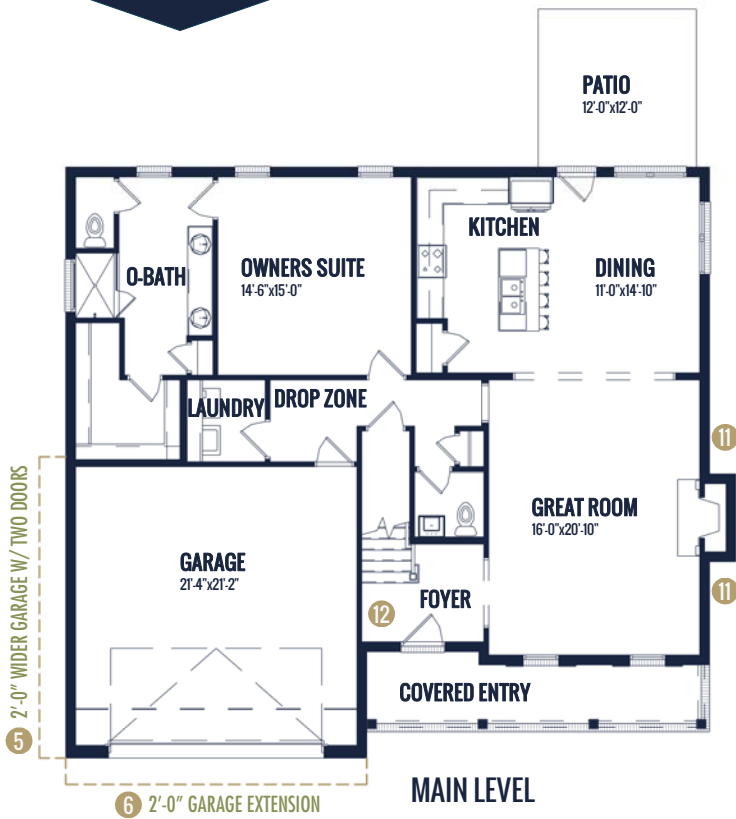 PATIO
12'-0"x12'-0"
KITCHEN
O-BATH
OWNERS SUITE
14'-6"x15'-0"
DINING
11'-0"x14'-10"
LAUNDRY
DROP ZONE
11
GREAT ROOM
16'-0"x20'-10"
GARAGE
21'-4"x21'-2"
11
12
FOYER
COVERED ENTRY
5 2'-0" WIDER GARAGE W/ TWO DOORS
6 2'-0" GARAGE EXTENSION
MAIN LEVEL